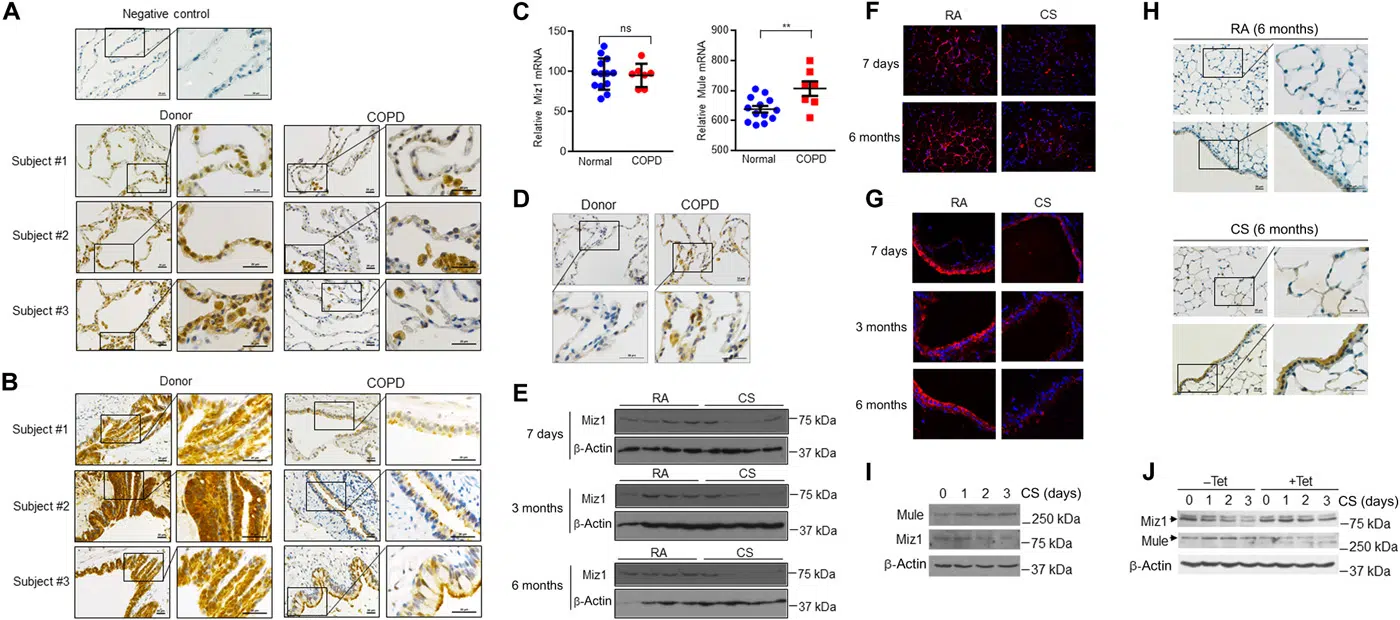 A
Negative control
Donor COPD
Subject #1
Subject #2
Subject #3
B
Donor COPD
Subject #1
Subject #2
Subject #3
C
Relative Miz1 mRNA
150
100
50
0
ns
Normal COPD
Relative Mule mRNA
900
800
700
600
500
**
Normal COPD
D
Donor COPD
E
RA CS
7 days
Miz1 75 kDa
β-Actin 37 kDa
RA CS
3 months
Miz1 75 kDa
β-Actin 37 kDa
RA CS
6 months
Miz1 75 kDa
β-Actin 37 kDa
F
RA CS
7 days
6 months
G
RA CS
7 days
3 months
6 months
H
RA (6 months)
CS (6 months)
I
0 1 2 3 CS (days)
Mule 250 kDa
Miz1 75 kDa
β-Actin 37 kDa
J
–Tet +Tet
0 1 2 3 0 1 2 3 CS (days)
Miz1 75 kDa
Mule 250 kDa
β-Actin 37 kDa